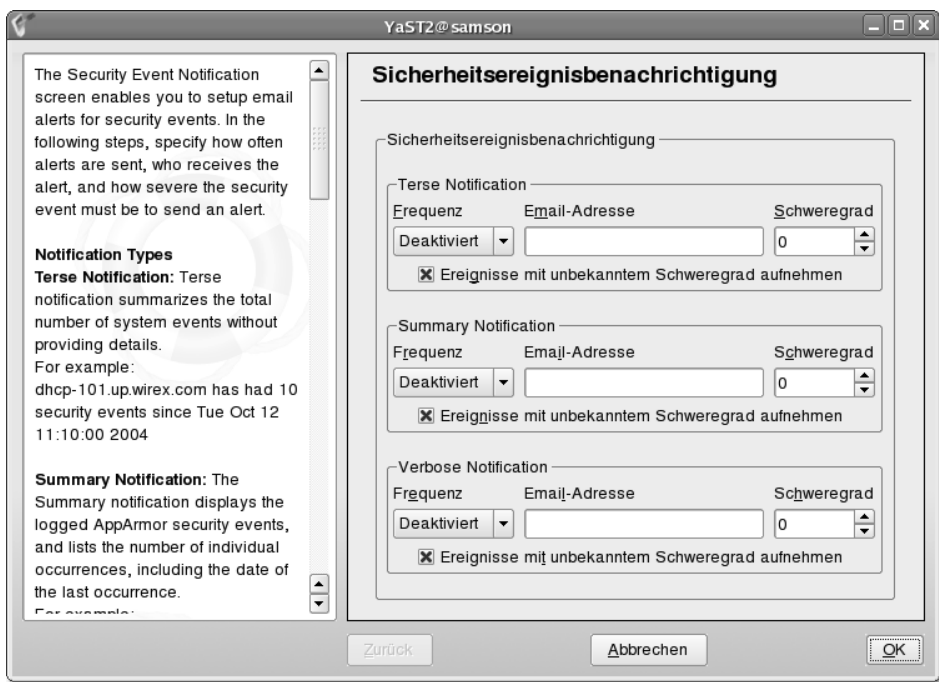 YaST2@samson
The Security Event Notification
screen enables you to setup email
alerts for security events. In the
following steps, specify how often
alerts are sent, who receives the
alert, and how severe the security
event must be to send an alert.
Notification Types
Terse Notification: Terse
notification summarizes the total
number of system events without
providing details.
For example:
dhcp-101.up.wirex.com has had 10
security events since Tue Oct 12
11:10:00 2004
Summary Notification: The
Summary notification displays the
logged AppArmor security events,
and lists the number of individual
occurrences, including the date of
the last occurrence.
For example:
Sicherheitsereignisbenachrichtigung
Sicherheitsereignisbenachrichtigung
Terse Notification
Frequenz Email-Adresse Schweregrad
Deaktiviert 0
Ereignisse mit unbekanntem Schweregrad aufnehmen
Summary Notification
Frequenz Email-Adresse Schweregrad
Deaktiviert 0
Ereignisse mit unbekanntem Schweregrad aufnehmen
Verbose Notification
Frequenz Email-Adresse Schweregrad
Deaktiviert 0
Ereignisse mit unbekanntem Schweregrad aufnehmen
Zurück Abbrechen OK